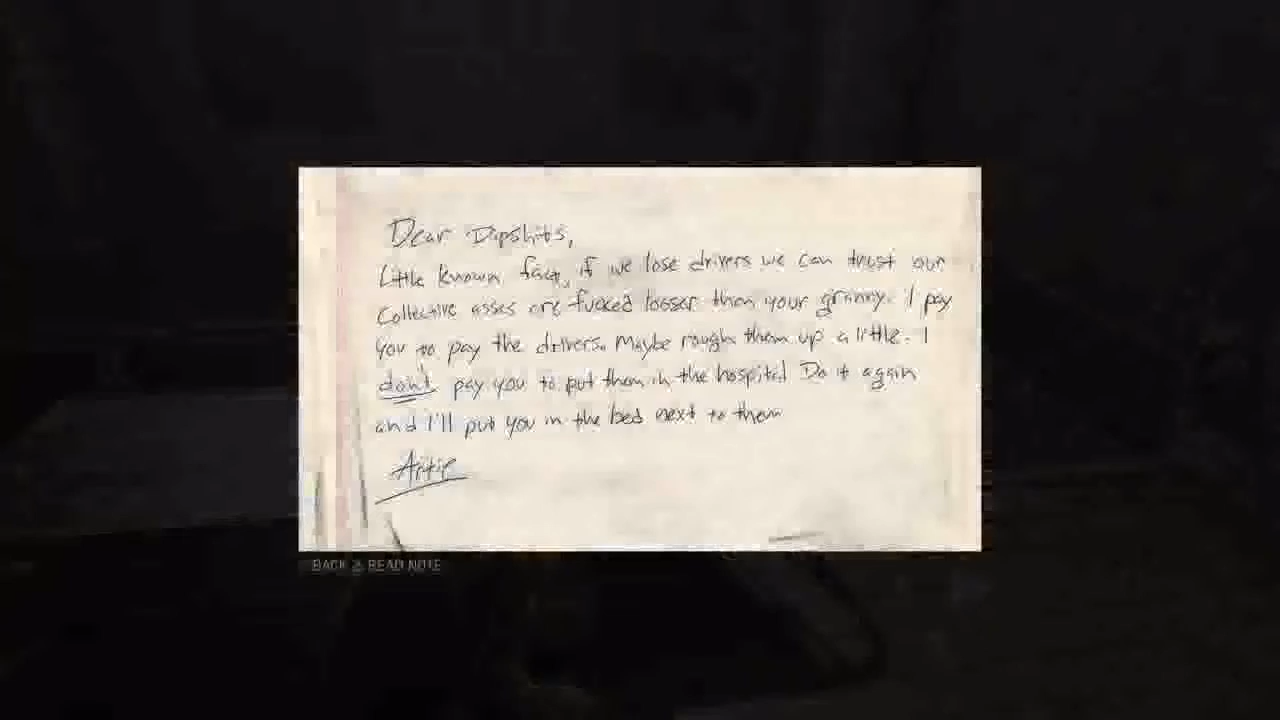 Dear Dipshits,
Little known fact, if we lose drivers we can trust our
collective asses are fucked looser than your granny. I pay
you to pay the drivers. Maybe rough them up a little. I
don't pay you to put them in the hospital Do it again
and I'll put you in the bed next to them
Artie
BACK 2. READ NOTE